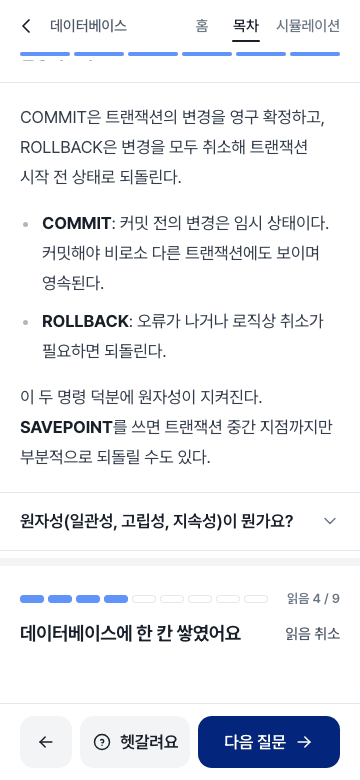 데이터베이스
홈
목차
시뮬레이션
COMMIT은 트랜잭션의 변경을 영구 확정하고,
ROLLBACK은 변경을 모두 취소해 트랜잭션
시작 전 상태로 되돌린다.
COMMIT: 커밋 전의 변경은 임시 상태이다.
커밋해야 비로소 다른 트랜잭션에도 보이며
영속된다.
ROLLBACK: 오류가 나거나 로직상 취소가
필요하면 되돌린다.
이 두 명령 덕분에 원자성이 지켜진다.
SAVEPOINT를 쓰면 트랜잭션 중간 지점까지만
부분적으로 되돌릴 수도 있다.
원자성(일관성, 고립성, 지속성)이 뭔가요?
읽음 4 / 9
데이터베이스에 한 칸 쌓였어요
읽음 취소
헷갈려요
다음 질문